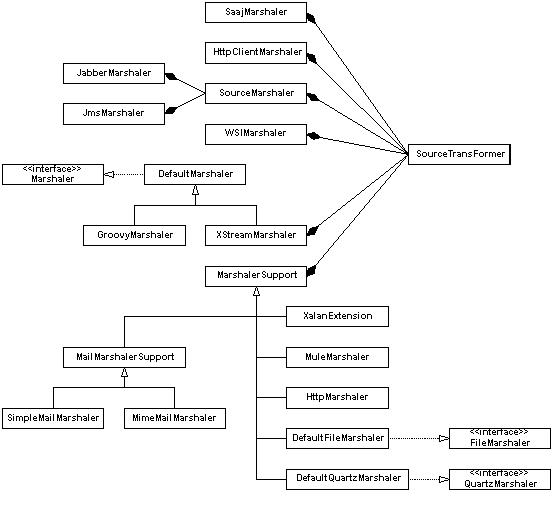 SaajMarshaler
HttpClientMarshaler
JabberMarshaler
SourceMarshaler
JmsMarshaler
WSIMarshaler
SourceTransFormer
<<interface>>
Marshaler
DefaultMarshaler
GroovyMarshaler
XStreamMarshaler
MarshalerSupport
XalanExtension
MailMarshalerSupport
MuleMarshaler
HttpMarshaler
SimpleMailMarshaler
MimeMailMarshaler
DefaultFileMarshaler
<<interface>>
FileMarshaler
DefaultQuartzMarshaler
<<interface>>
QuartzMarshaler